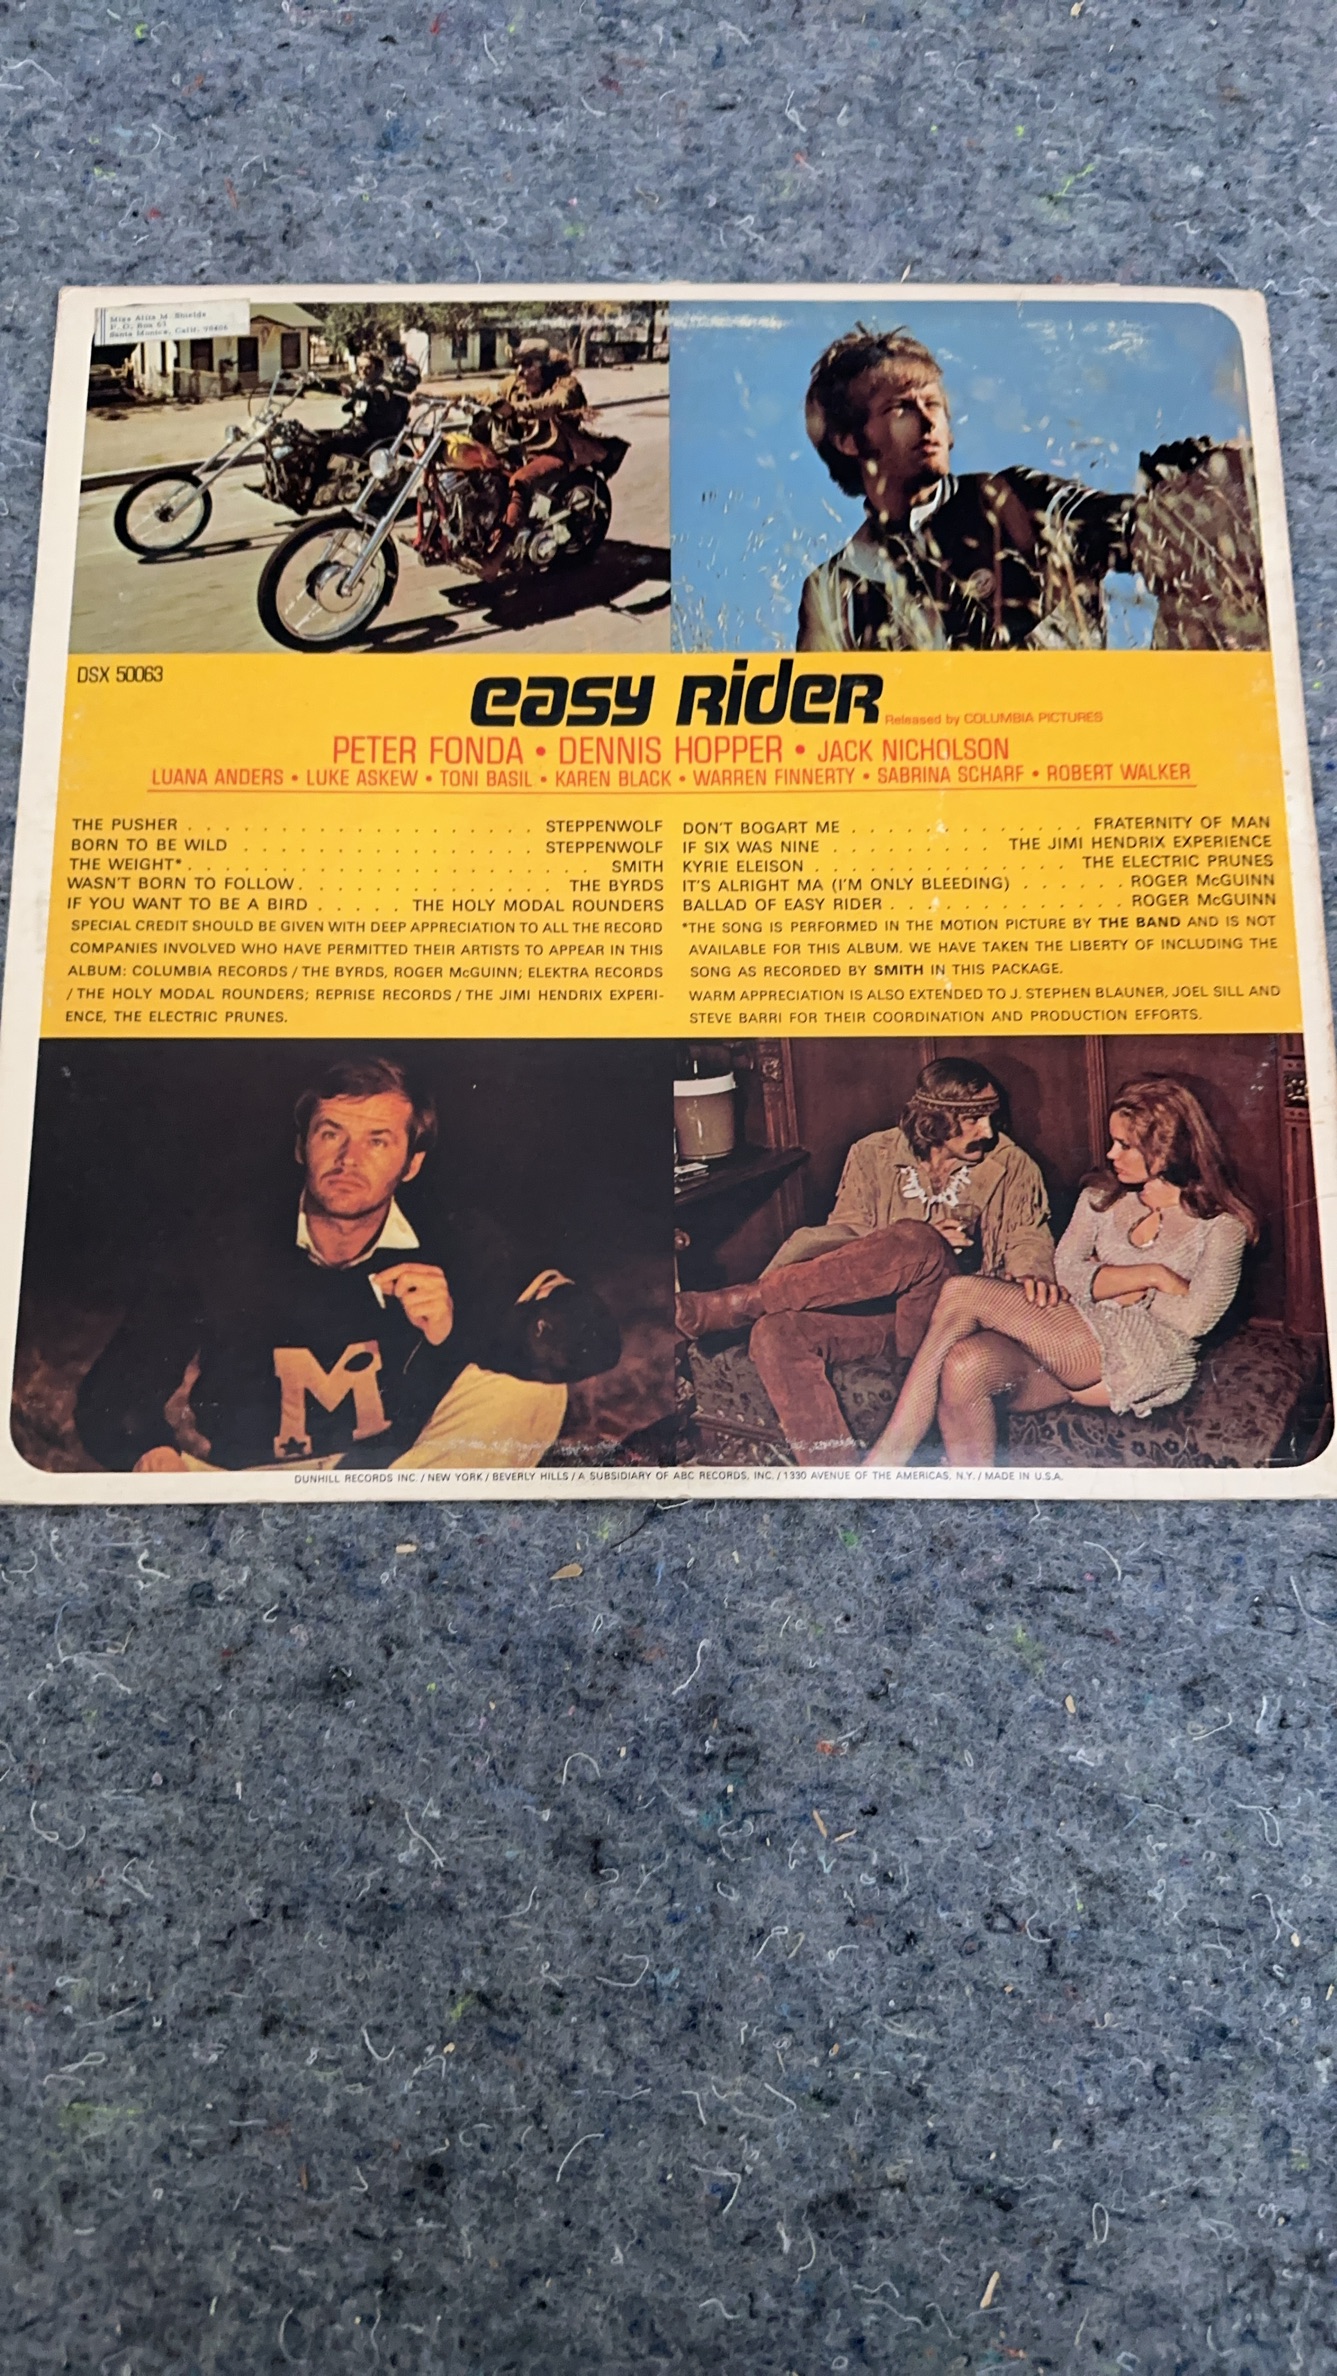 Miss Alita M. Shields
P. O. Box 61
Santa Monica, Calif. 90406
DSX 50063
easy Rider
Released by COLUMBIA PICTURES
PETER FONDA • DENNIS HOPPER • JACK NICHOLSON
LUANA ANDERS • LUKE ASKEW • TONI BASIL • KAREN BLACK • WARREN FINNERTY • SABRINA SCHARF • ROBERT WALKER
THE PUSHER . . . . . . . . . . . . . . . . . . STEPPENWOLF
BORN TO BE WILD . . . . . . . . . . . . . . . STEPPENWOLF
THE WEIGHT* . . . . . . . . . . . . . . . . . . . . . SMITH
WASN'T BORN TO FOLLOW . . . . . . . . . . . . . THE BYRDS
IF YOU WANT TO BE A BIRD . . . . . THE HOLY MODAL ROUNDERS
SPECIAL CREDIT SHOULD BE GIVEN WITH DEEP APPRECIATION TO ALL THE RECORD
COMPANIES INVOLVED WHO HAVE PERMITTED THEIR ARTISTS TO APPEAR IN THIS
ALBUM: COLUMBIA RECORDS / THE BYRDS, ROGER McGUINN; ELEKTRA RECORDS
/ THE HOLY MODAL ROUNDERS; REPRISE RECORDS / THE JIMI HENDRIX EXPERI-
ENCE, THE ELECTRIC PRUNES.
DON'T BOGART ME . . . . . . . . . . . . . FRATERNITY OF MAN
IF SIX WAS NINE . . . . . . . . . THE JIMI HENDRIX EXPERIENCE
KYRIE ELEISON . . . . . . . . . . . . . THE ELECTRIC PRUNES
IT'S ALRIGHT MA (I'M ONLY BLEEDING) . . . . . . ROGER McGUINN
BALLAD OF EASY RIDER . . . . . . . . . . . . ROGER McGUINN
*THE SONG IS PERFORMED IN THE MOTION PICTURE BY THE BAND AND IS NOT
AVAILABLE FOR THIS ALBUM. WE HAVE TAKEN THE LIBERTY OF INCLUDING THE
SONG AS RECORDED BY SMITH IN THIS PACKAGE.
WARM APPRECIATION IS ALSO EXTENDED TO J. STEPHEN BLAUNER, JOEL SILL AND
STEVE BARRI FOR THEIR COORDINATION AND PRODUCTION EFFORTS.
M
DUNHILL RECORDS INC. / NEW YORK / BEVERLY HILLS / A SUBSIDIARY OF ABC RECORDS, INC. / 1330 AVENUE OF THE AMERICAS, N.Y. / MADE IN U.S.A.